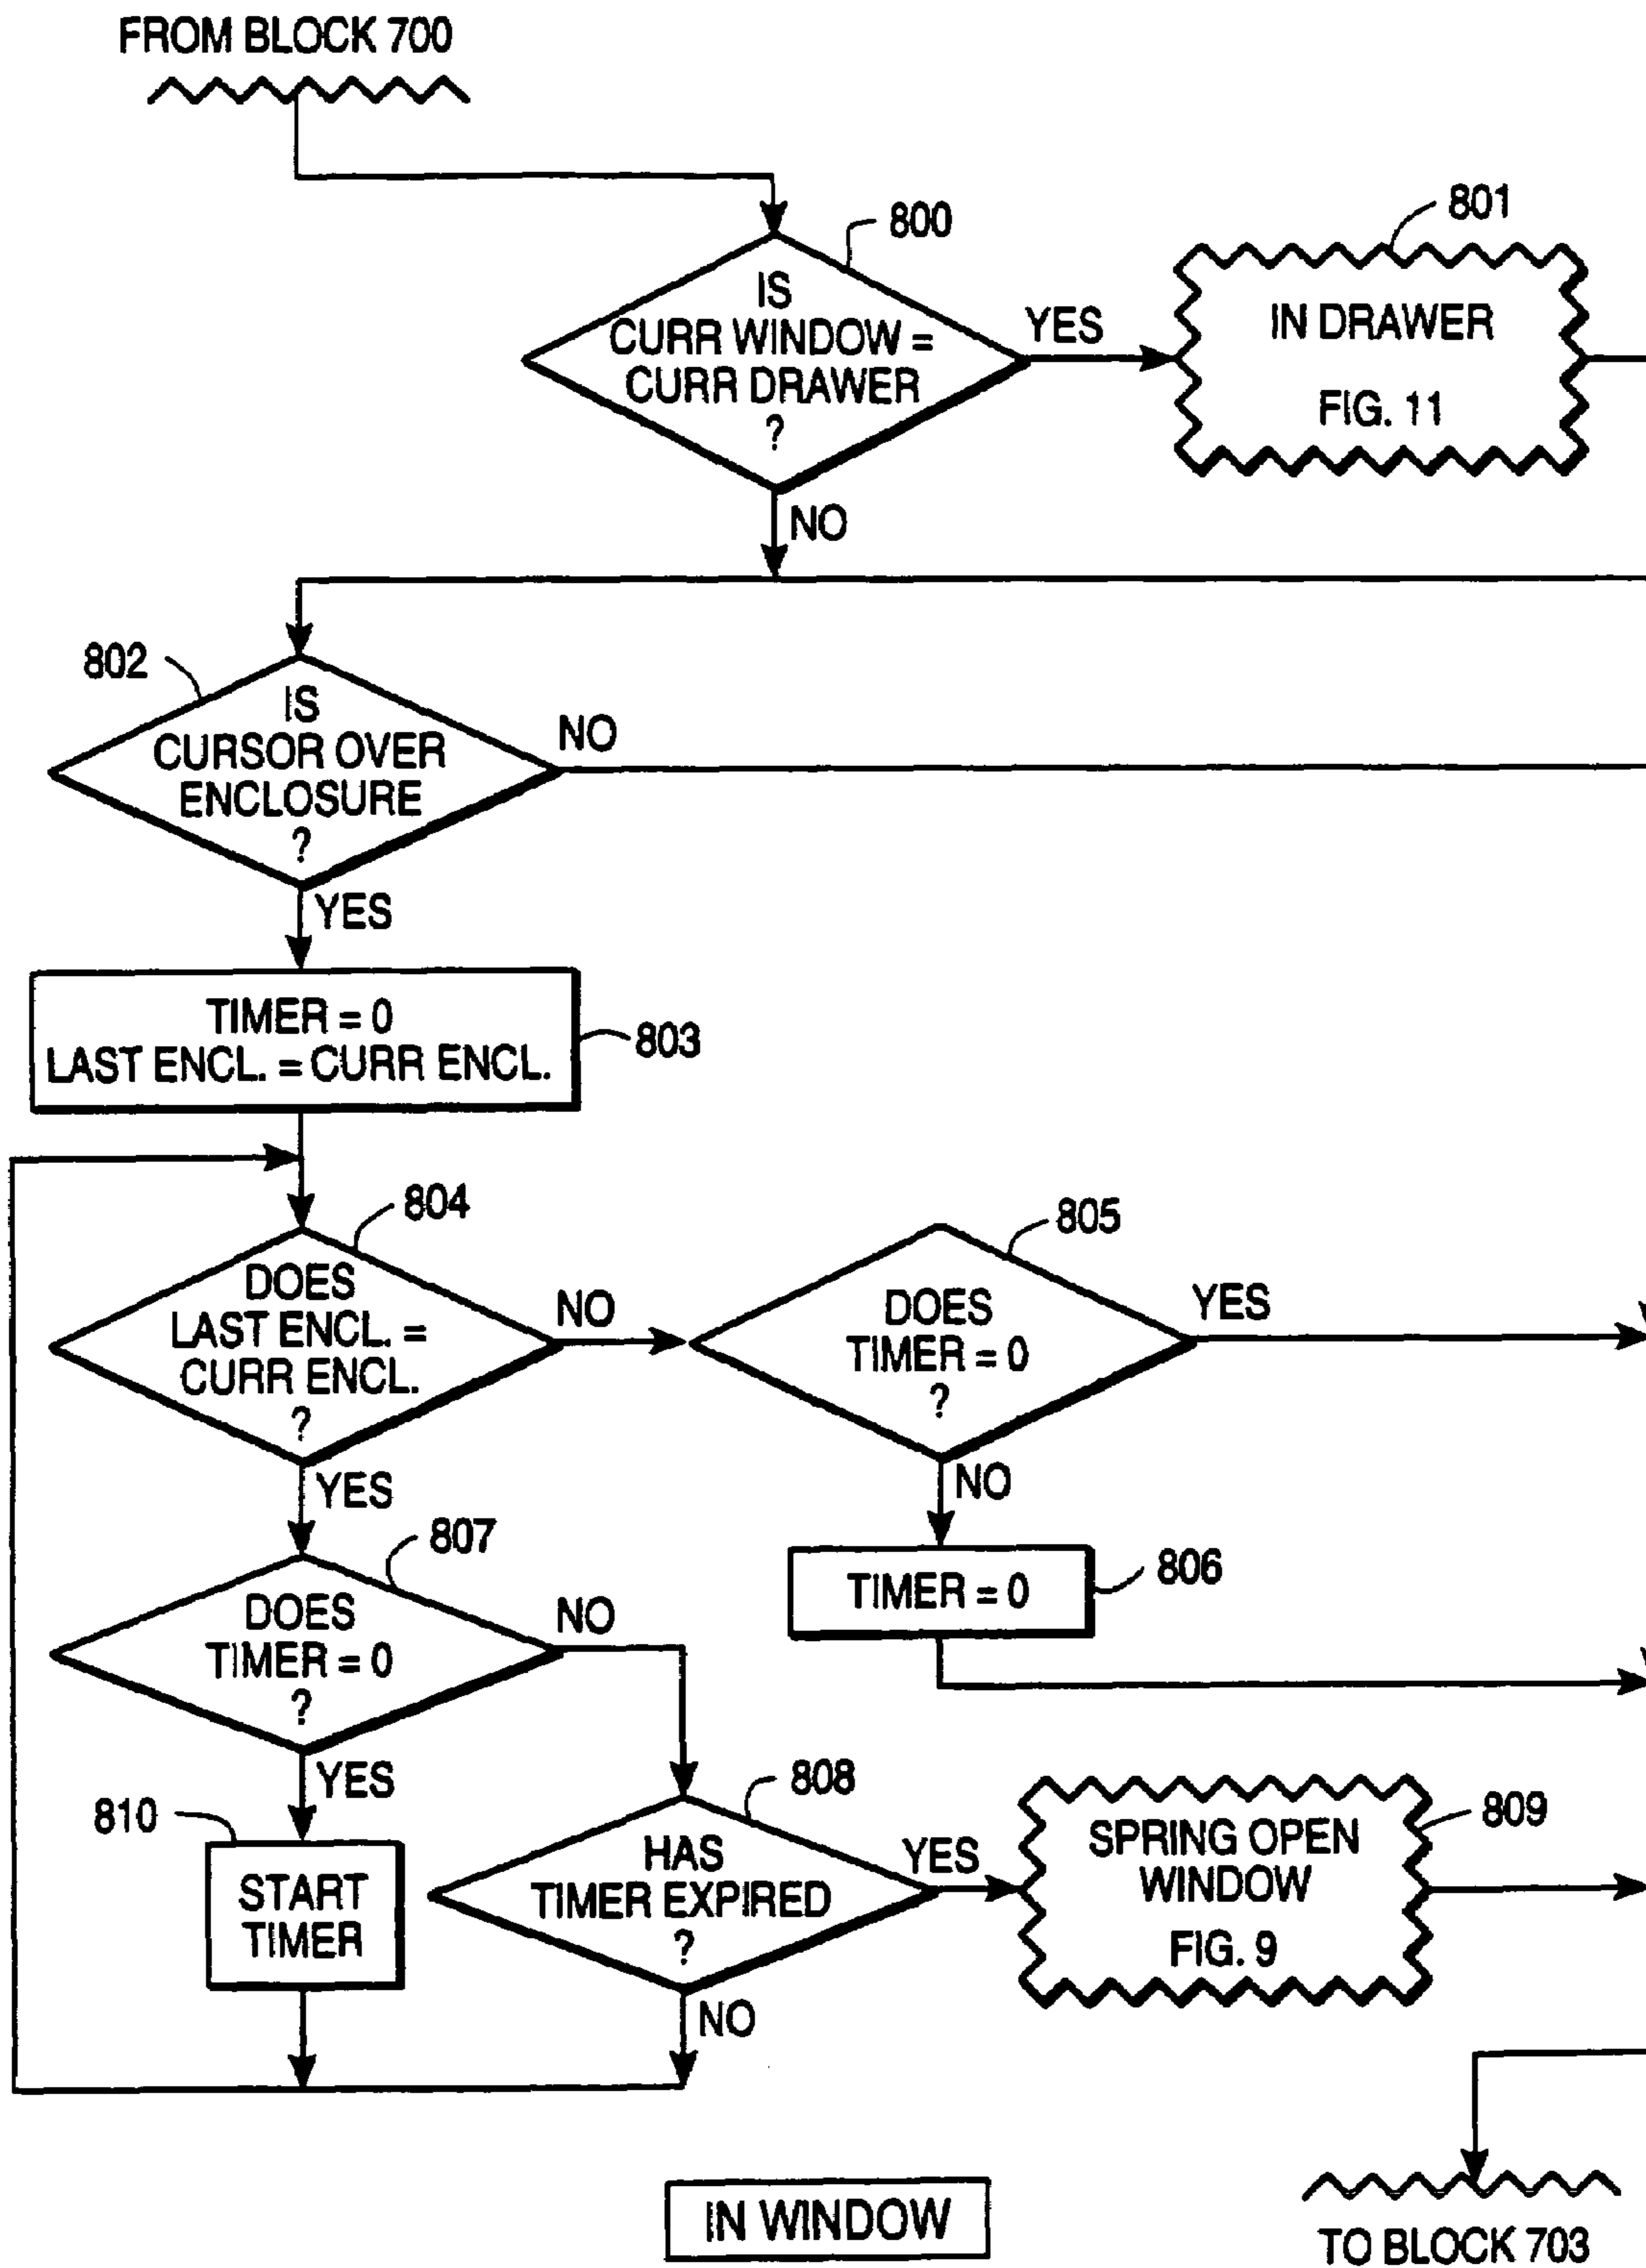 FROM BLOCK 700
800
801
IS
CURR WINDOW =
CURR DRAWER
?
YES
IN DRAWER
FIG. 11
NO
802
IS
CURSOR OVER
ENCLOSURE
?
NO
YES
TIMER = 0
LAST ENCL. = CURR ENCL.
803
804
DOES
LAST ENCL. =
CURR ENCL.
?
NO
805
DOES
TIMER = 0
?
YES
YES
NO
807
DOES
TIMER = 0
?
NO
TIMER = 0
806
YES
810
START
TIMER
808
HAS
TIMER EXPIRED
?
YES
SPRING OPEN
WINDOW
FIG. 9
809
NO
IN WINDOW
TO BLOCK 703